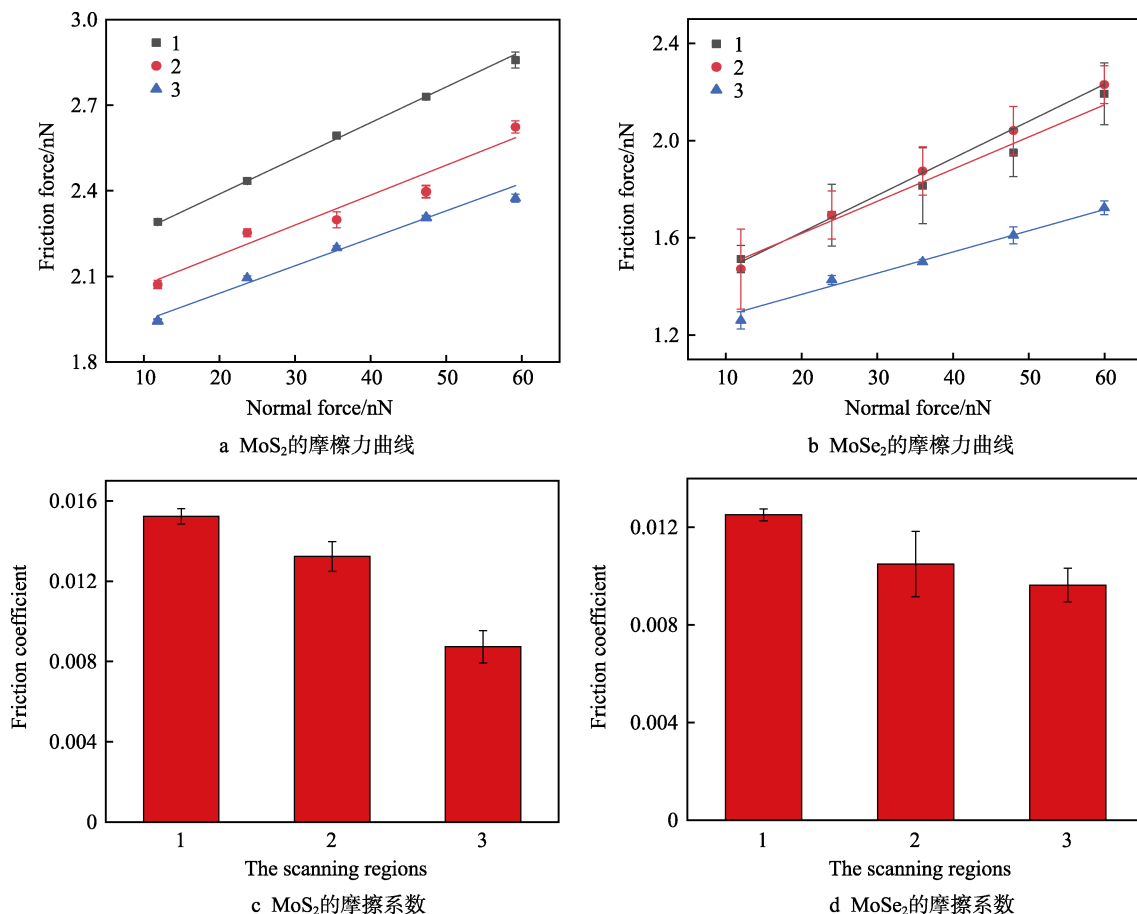 3.0
2.7
2.4
2.1
1.8
Friction force/nN
1
2
3
10 20 30 40 50 60
Normal force/nN
a MoS₂的摩檫力曲线
2.4
2.0
1.6
1.2
Friction force/nN
1
2
3
10 20 30 40 50 60
Normal force/nN
b MoSe₂的摩檫力曲线
0.016
0.012
0.008
0.004
0
Friction coefficient
1 2 3
The scanning regions
c MoS₂的摩擦系数
0.012
0.008
0.004
0
Friction coefficient
1 2 3
The scanning regions
d MoSe₂的摩擦系数